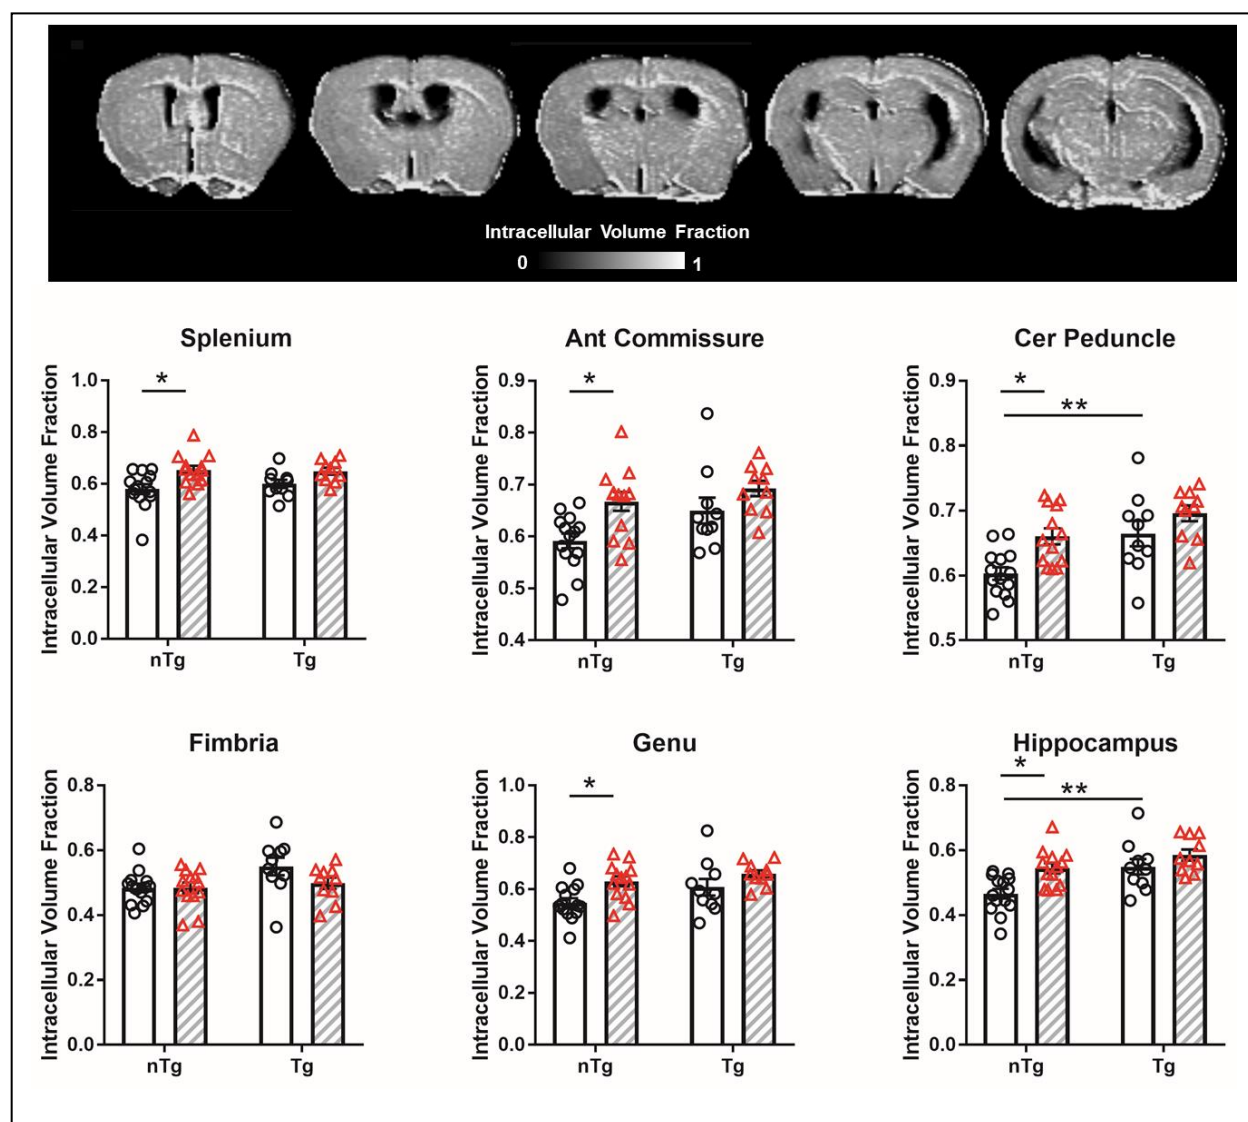 Intracellular Volume Fraction
0 1
Splenium
Intracellular Volume Fraction
1.0
0.8
0.6
0.4
0.2
0.0
*
nTg Tg
Ant Commissure
Intracellular Volume Fraction
0.9
0.8
0.7
0.6
0.5
0.4
*
nTg Tg
Cer Peduncle
Intracellular Volume Fraction
0.9
0.8
0.7
0.6
0.5
*
**
nTg Tg
Fimbria
Intracellular Volume Fraction
0.8
0.6
0.4
0.2
0.0
nTg Tg
Genu
Intracellular Volume Fraction
1.0
0.8
0.6
0.4
0.2
0.0
*
nTg Tg
Hippocampus
Intracellular Volume Fraction
0.8
0.6
0.4
0.2
0.0
*
**
nTg Tg